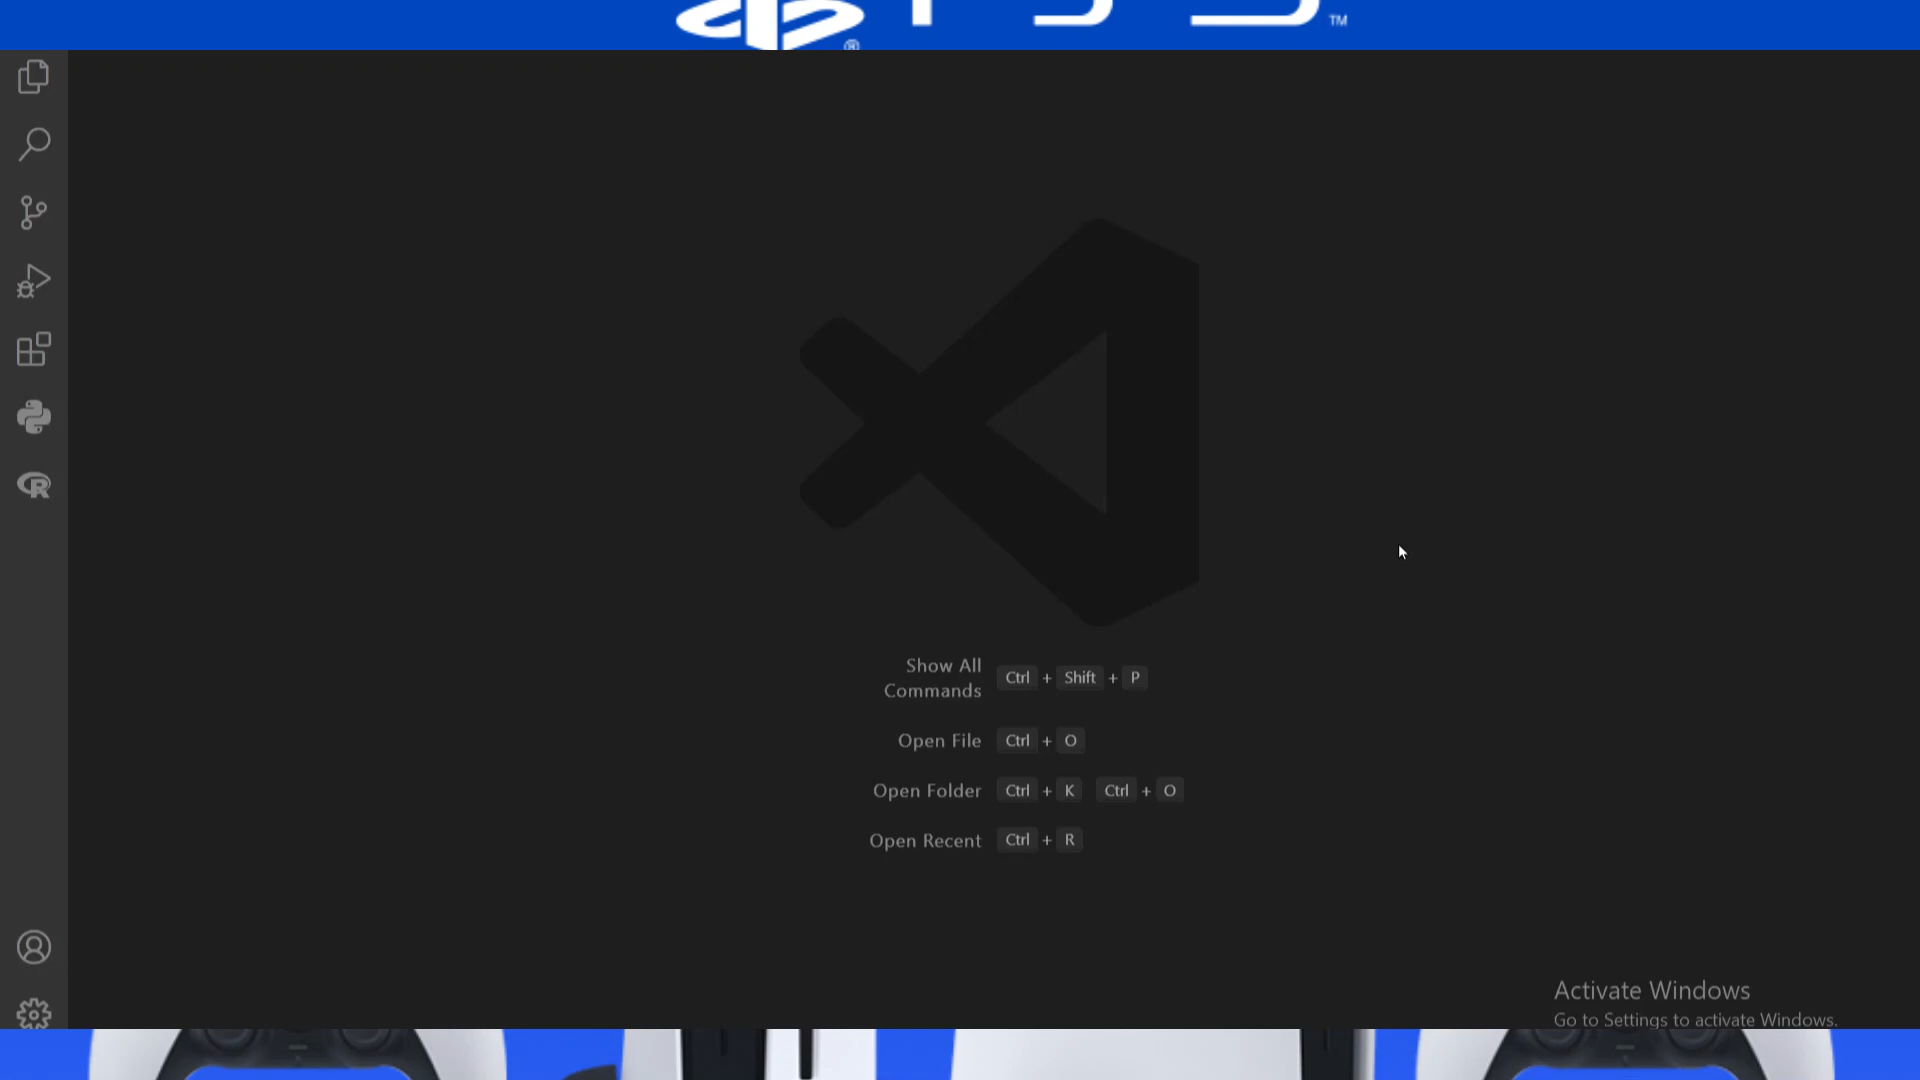 PS5™
®
Show All
Commands
Ctrl + Shift + P
Open File Ctrl + O
Open Folder Ctrl + K Ctrl + O
Open Recent Ctrl + R
Activate Windows
Go to Settings to activate Windows.